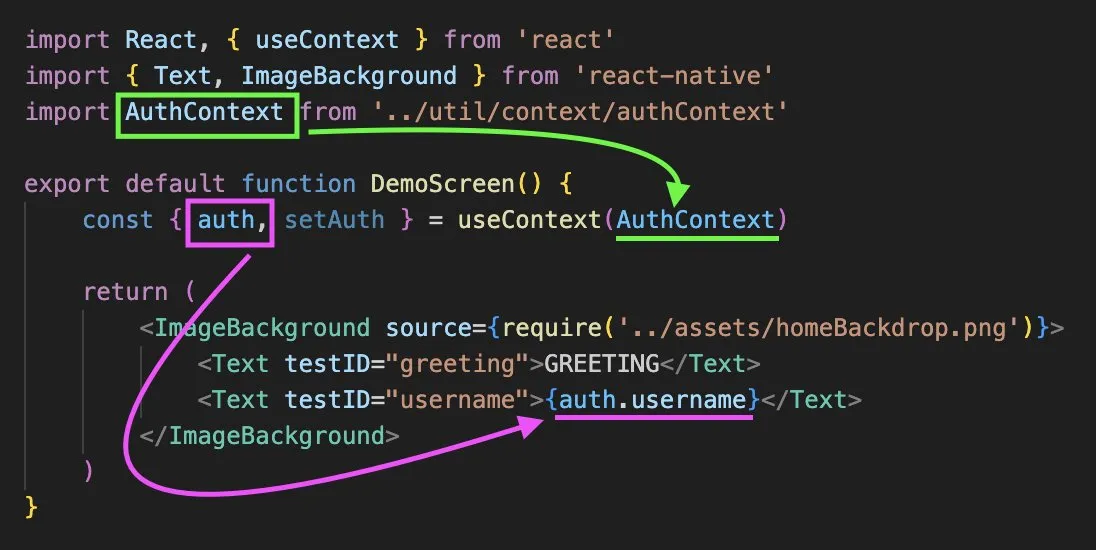 import React, { useContext } from 'react'
import { Text, ImageBackground } from 'react-native'
import AuthContext from '../util/context/authContext'
export default function DemoScreen() {
const { auth, setAuth } = useContext(AuthContext)
return (
<ImageBackground source={require('../assets/homeBackdrop.png')}>
<Text testID="greeting">GREETING</Text>
<Text testID="username">{auth.username}</Text>
</ImageBackground>
)
}